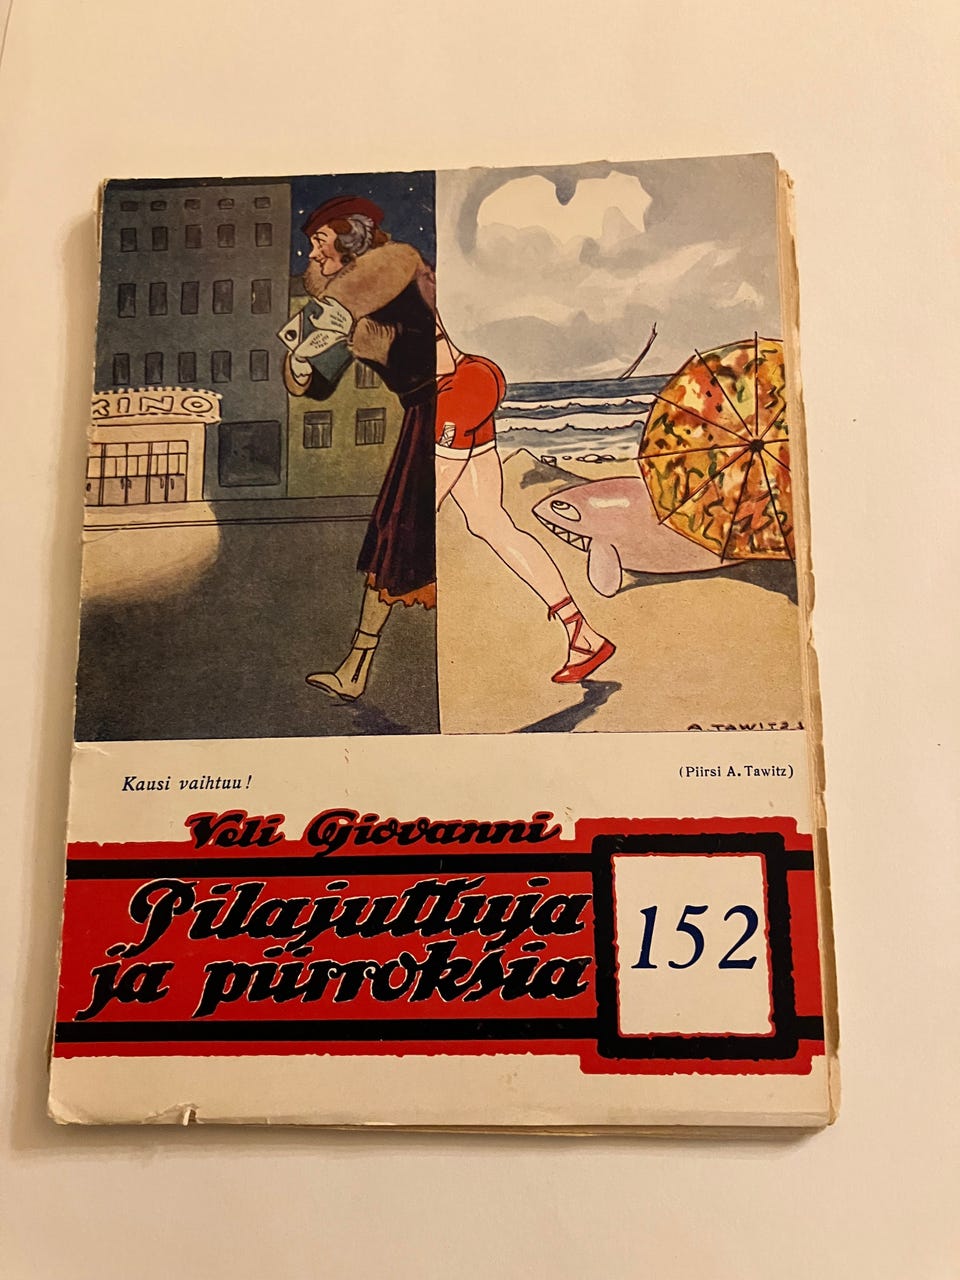 KINO
A. TAWITZ
Kausi vaihtuu!
(Piirsi A. Tawitz)
Veli Giovanni
Pilajuttuja
ja piirroksia
152